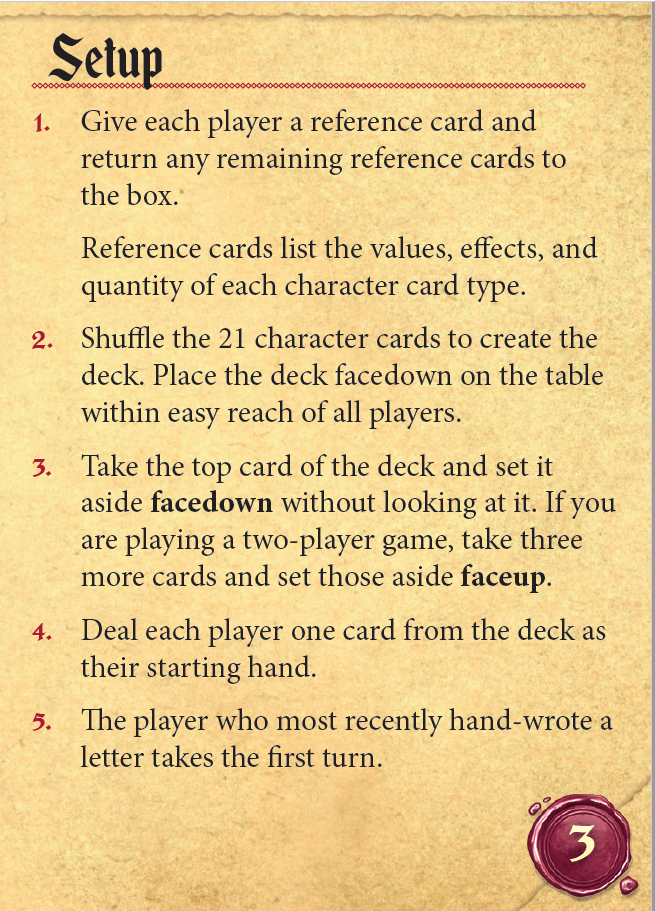 Setup
1. Give each player a reference card and
return any remaining reference cards to
the box.
Reference cards list the values, effects, and
quantity of each character card type.
2. Shuffle the 21 character cards to create the
deck. Place the deck facedown on the table
within easy reach of all players.
3. Take the top card of the deck and set it
aside facedown without looking at it. If you
are playing a two-player game, take three
more cards and set those aside faceup.
4. Deal each player one card from the deck as
their starting hand.
5. The player who most recently hand-wrote a
letter takes the first turn.
3